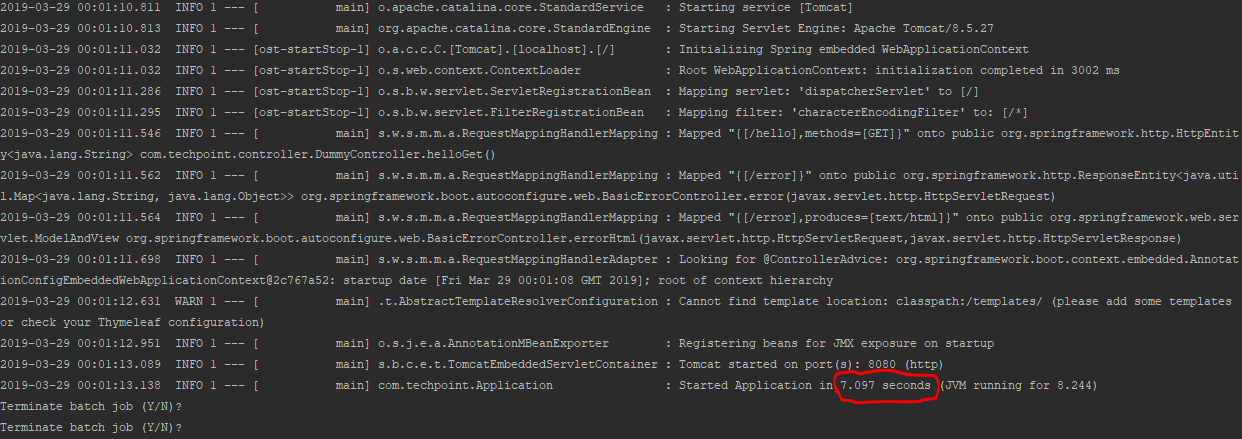 2019-03-29 00:01:10.811  INFO 1 --- [           main] o.apache.catalina.core.StandardService   : Starting service [Tomcat]
2019-03-29 00:01:10.813  INFO 1 --- [           main] org.apache.catalina.core.StandardEngine  : Starting Servlet Engine: Apache Tomcat/8.5.27
2019-03-29 00:01:11.032  INFO 1 --- [ost-startStop-1] o.a.c.c.C.[Tomcat].[localhost].[/]       : Initializing Spring embedded WebApplicationContext
2019-03-29 00:01:11.032  INFO 1 --- [ost-startStop-1] o.s.web.context.ContextLoader            : Root WebApplicationContext: initialization completed in 3002 ms
2019-03-29 00:01:11.286  INFO 1 --- [ost-startStop-1] o.s.b.w.servlet.ServletRegistrationBean  : Mapping servlet: 'dispatcherServlet' to [/]
2019-03-29 00:01:11.295  INFO 1 --- [ost-startStop-1] o.s.b.w.servlet.FilterRegistrationBean   : Mapping filter: 'characterEncodingFilter' to: [/*]
2019-03-29 00:01:11.546  INFO 1 --- [           main] s.w.s.m.m.a.RequestMappingHandlerMapping : Mapped "{[/hello],methods=[GET]}" onto public org.springframework.http.HttpEntit
y<java.lang.String> com.techpoint.controller.DummyController.helloGet()
2019-03-29 00:01:11.562  INFO 1 --- [           main] s.w.s.m.m.a.RequestMappingHandlerMapping : Mapped "{[/error]}" onto public org.springframework.http.ResponseEntity<java.uti
l.Map<java.lang.String, java.lang.Object>> org.springframework.boot.autoconfigure.web.BasicErrorController.error(javax.servlet.http.HttpServletRequest)
2019-03-29 00:01:11.564  INFO 1 --- [           main] s.w.s.m.m.a.RequestMappingHandlerMapping : Mapped "{[/error],produces=[text/html]}" onto public org.springframework.web.ser
vlet.ModelAndView org.springframework.boot.autoconfigure.web.BasicErrorController.errorHtml(javax.servlet.http.HttpServletRequest,javax.servlet.http.HttpServletResponse)
2019-03-29 00:01:11.698  INFO 1 --- [           main] s.w.s.m.m.a.RequestMappingHandlerAdapter : Looking for @ControllerAdvice: org.springframework.boot.context.embedded.Annotat
ionConfigEmbeddedWebApplicationContext@2c767a52: startup date [Fri Mar 29 00:01:08 GMT 2019]; root of context hierarchy
2019-03-29 00:01:12.631  WARN 1 --- [           main] .t.AbstractTemplateResolverConfiguration : Cannot find template location: classpath:/templates/ (please add some templates
or check your Thymeleaf configuration)
2019-03-29 00:01:12.951  INFO 1 --- [           main] o.s.j.e.a.AnnotationMBeanExporter        : Registering beans for JMX exposure on startup
2019-03-29 00:01:13.089  INFO 1 --- [           main] s.b.c.e.t.TomcatEmbeddedServletContainer : Tomcat started on port(s): 8080 (http)
2019-03-29 00:01:13.138  INFO 1 --- [           main] com.techpoint.Application                : Started Application in 7.097 seconds (JVM running for 8.244)
Terminate batch job (Y/N)?
Terminate batch job (Y/N)?